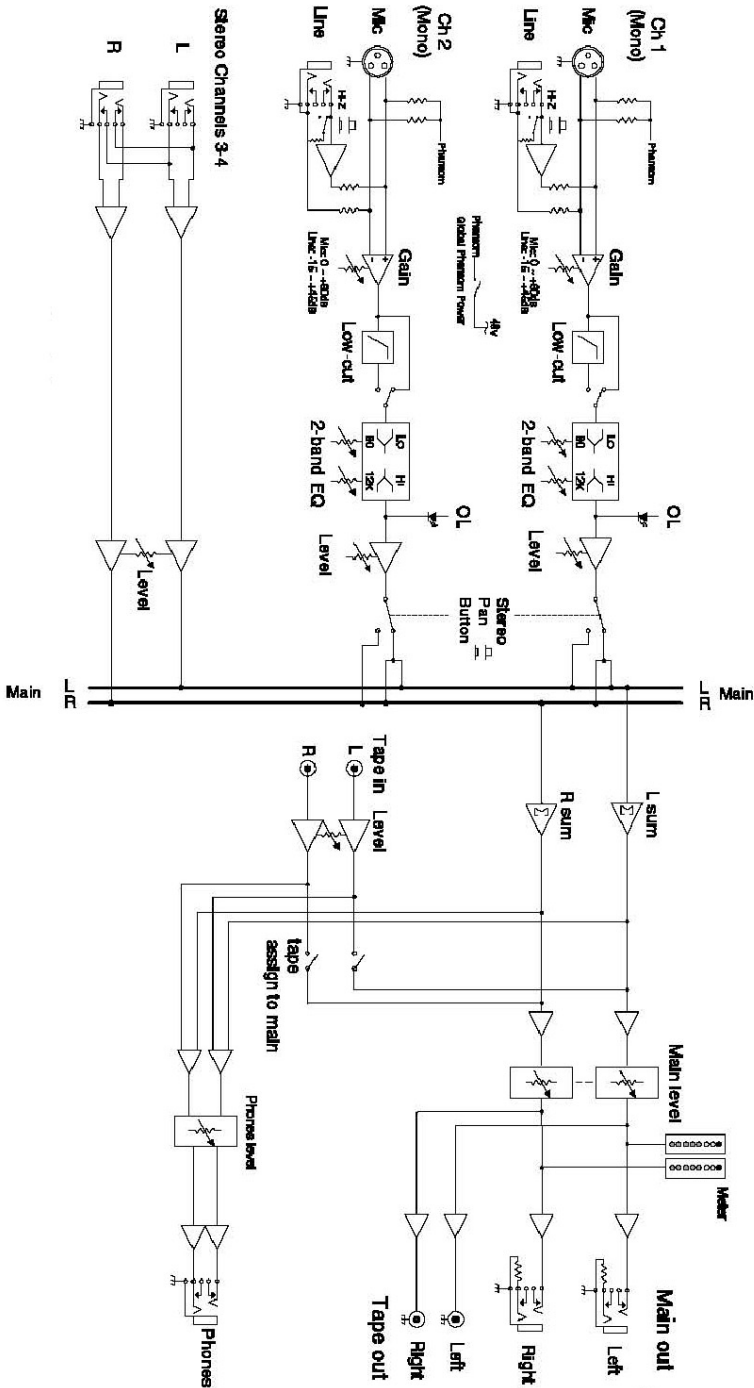 Ch 1
(Mono)
Mic
Line
HI-Z
Phantom
Gain
Mic: 0 ~ +60dB
Line: -15 ~ +45dB
Low-cut
LO
HI
80
12K
2-band EQ
OL
Level
Phantom
Global Phantom Power
48V
Ch 2
(Mono)
Mic
Line
HI-Z
Phantom
Gain
Mic: 0 ~ +60dB
Line: -15 ~ +45dB
Low-cut
LO
HI
80
12K
2-band EQ
OL
Level
Stereo
Pan
Button
Stereo Channels 3-4
L
R
Level
Main
L
R
L
R
Main
L sum
R sum
Tape in
L
R
Level
tape
assign to main
Main level
Meter
Phones level
Main out
Left
Right
Tape out
Left
Right
Phones